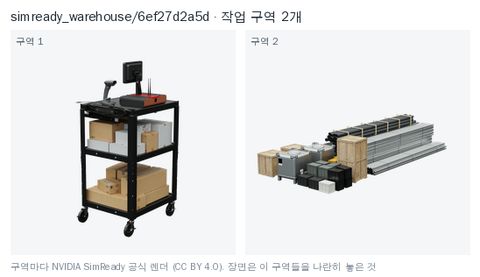 simready_warehouse/6ef27d2a5d · 작업 구역 2개
구역 1
구역 2
구역마다 NVIDIA SimReady 공식 렌더 (CC BY 4.0). 장면은 이 구역들을 나란히 놓은 것